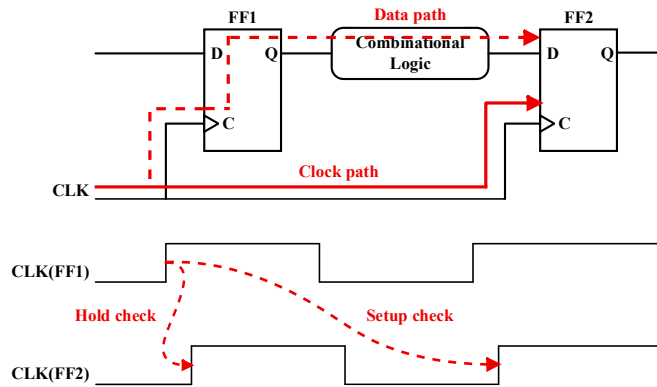 FF1
Data path
FF2
D
Q
Combinational
Logic
D
Q
C
C
Clock path
CLK
CLK(FF1)
Hold check
Setup check
CLK(FF2)